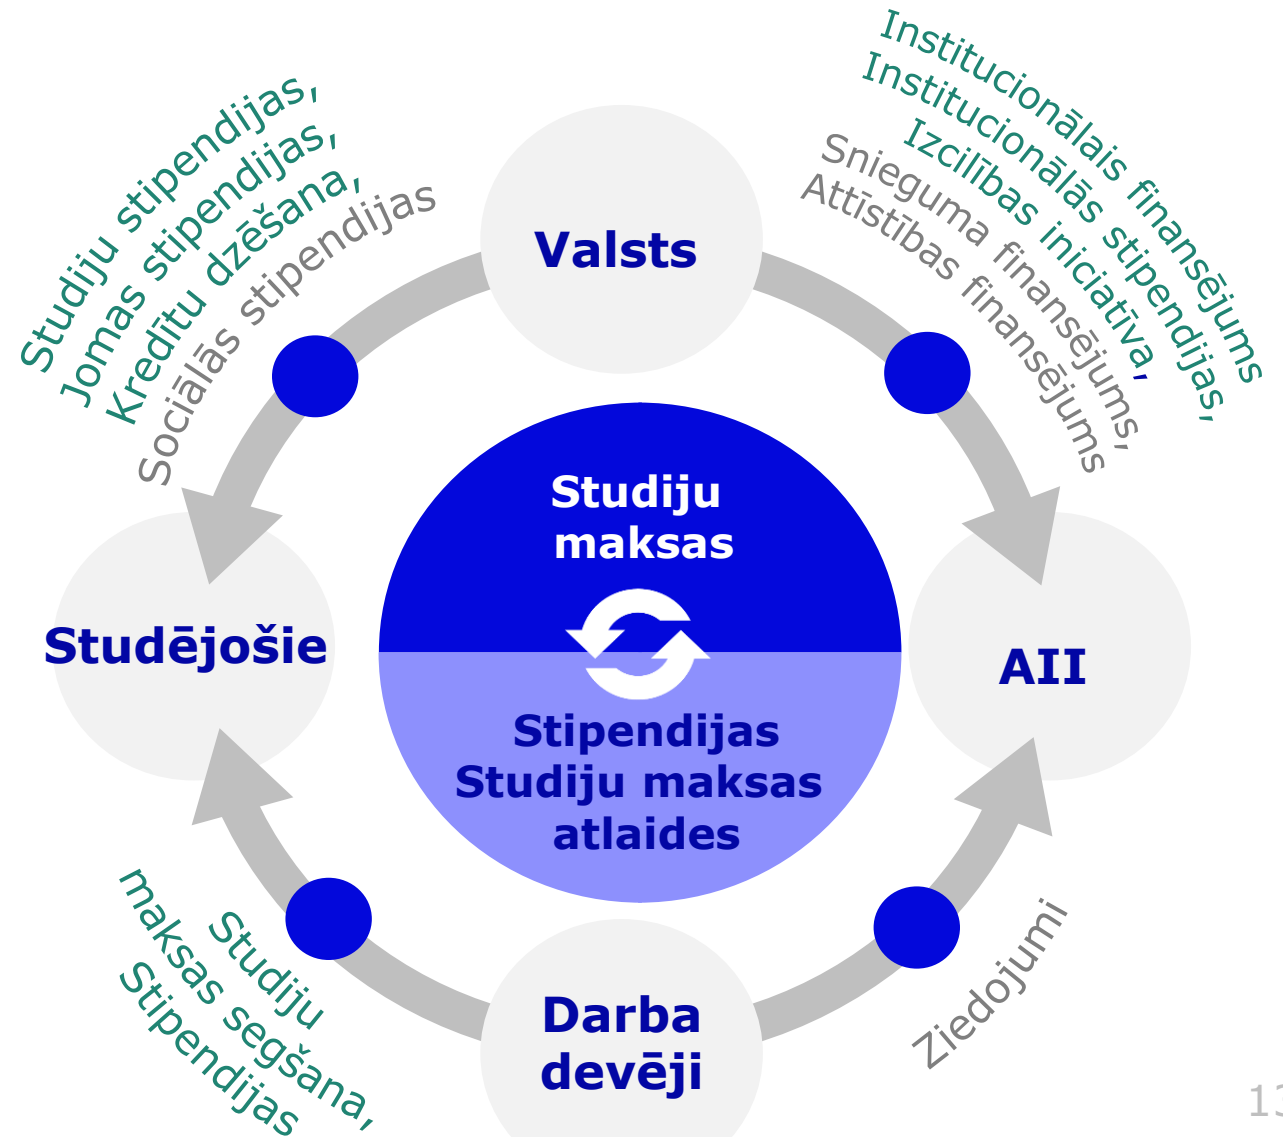 Studiju stipendijas,
Jomas stipendijas,
Kredītu dzēšana,
Sociālās stipendijas
Institucionālais finansējums
Institucionālās stipendijas,
Izcilības iniciatīva,
Snieguma finansējums,
Attīstības finansējums
Valsts
Studiju
maksas
Studējošie
AII
Stipendijas
Studiju maksas
atlaides
Studiju
maksas segšana,
Stipendijas
Darba
devēji
Ziedojumi
13